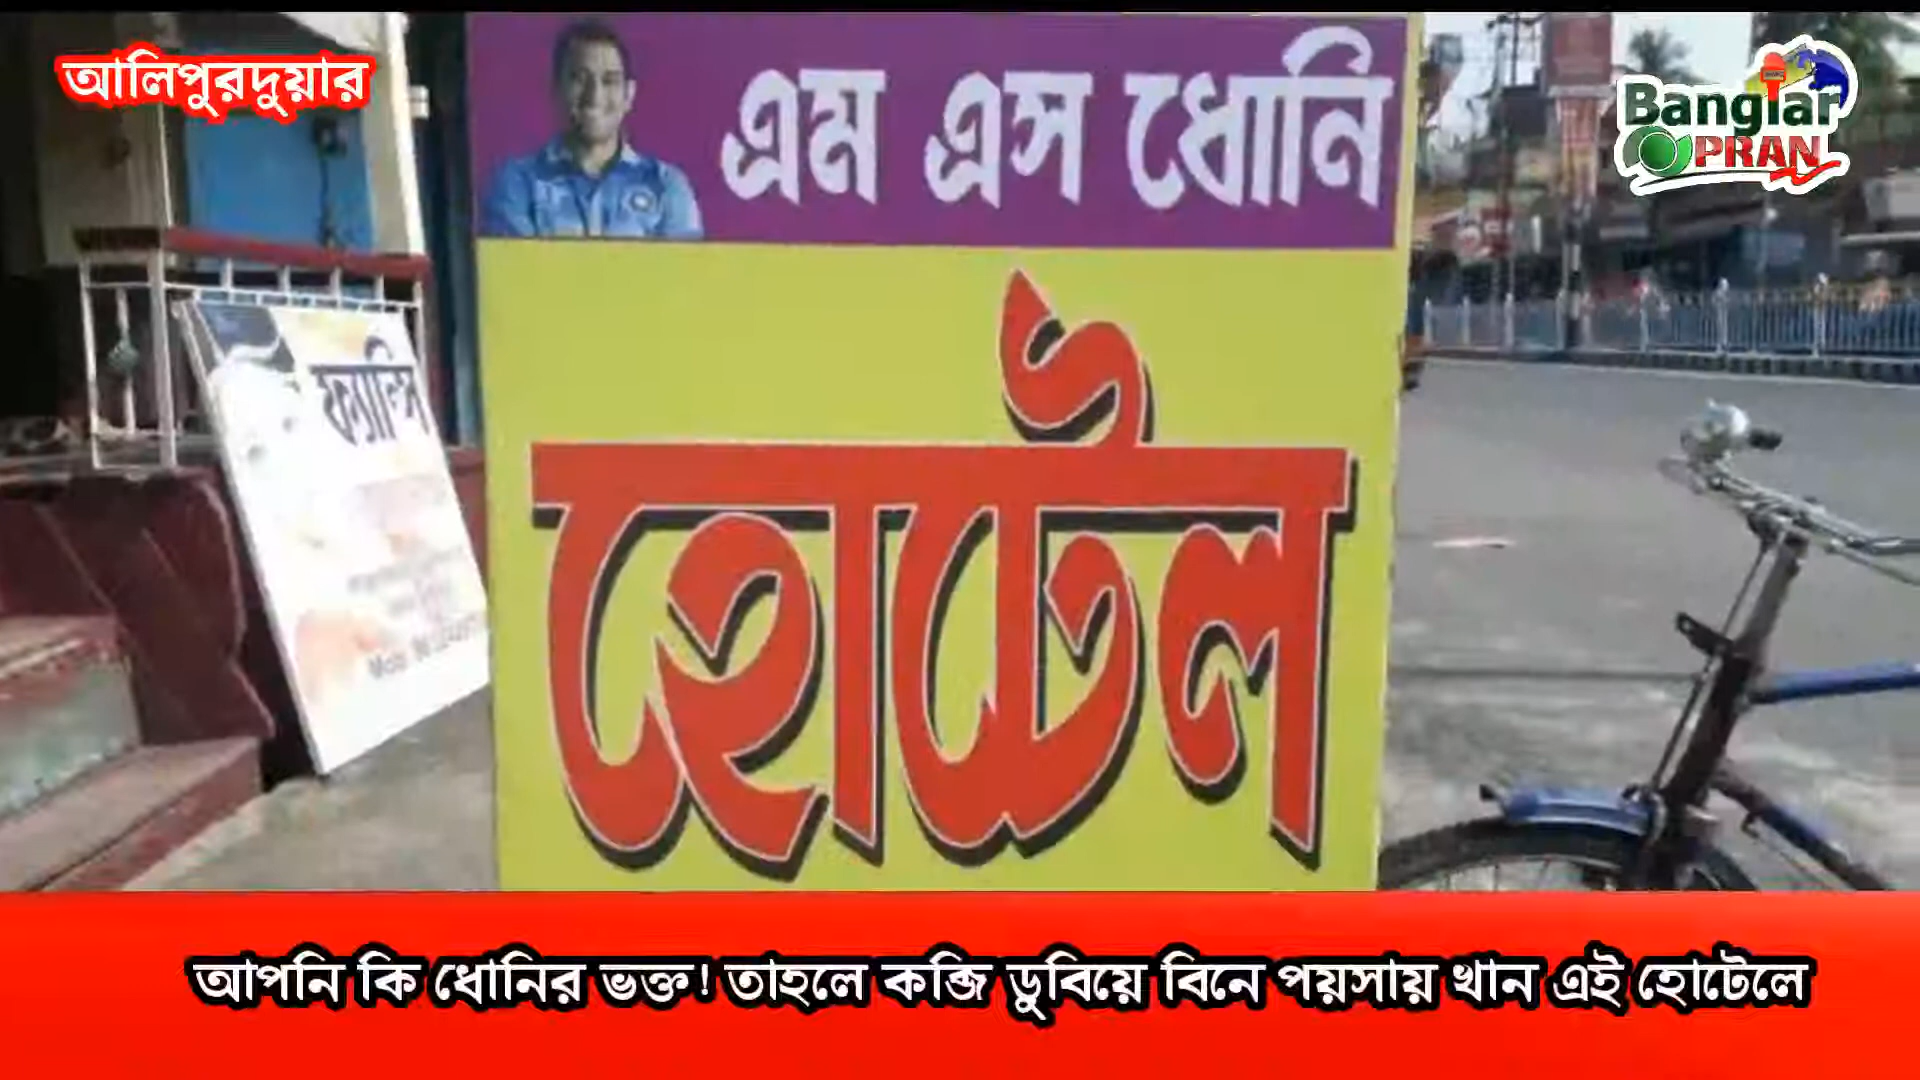 আলিপুরদুয়ার
Banglar
PRAN
এম এস ধোনি
হোটেল
ফ্যান্সি
আপনি কি ধোনির ভক্ত! তাহলে কব্জি ডুবিয়ে বিনে পয়সায় খান এই হোটেলে